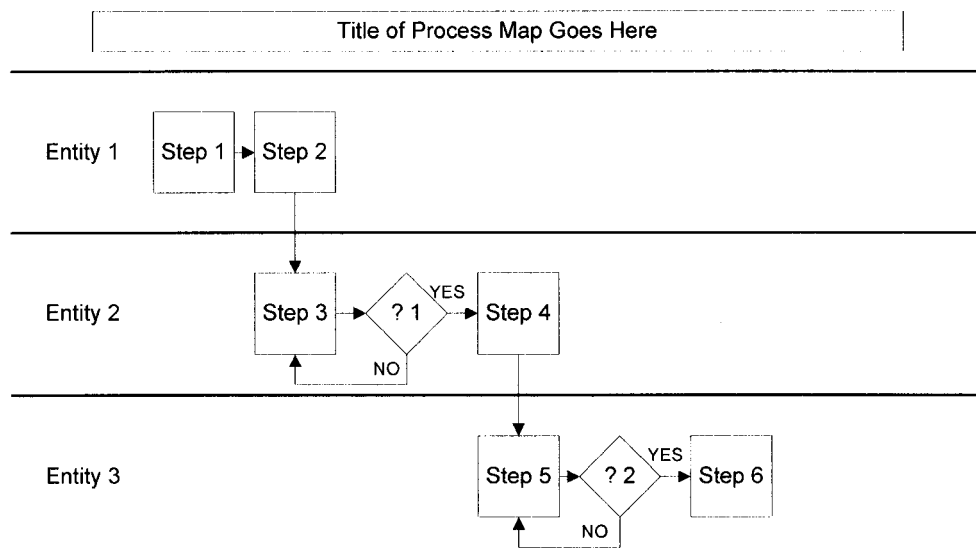 Title of Process Map Goes Here
Entity 1
Step 1
Step 2
Entity 2
Step 3
? 1
YES
Step 4
NO
Entity 3
Step 5
? 2
YES
Step 6
NO